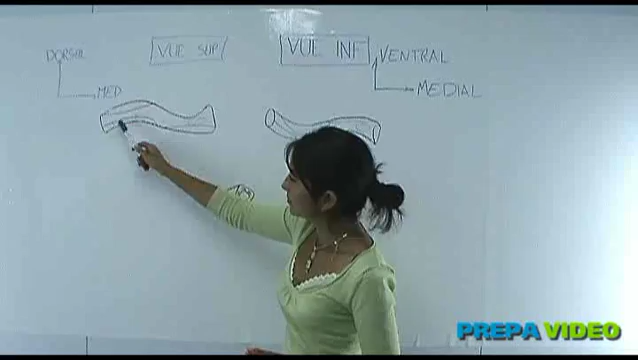 DORSAL
VUE SUP
VUE INF
VENTRAL
MED
MEDIAL
PREPA VIDEO